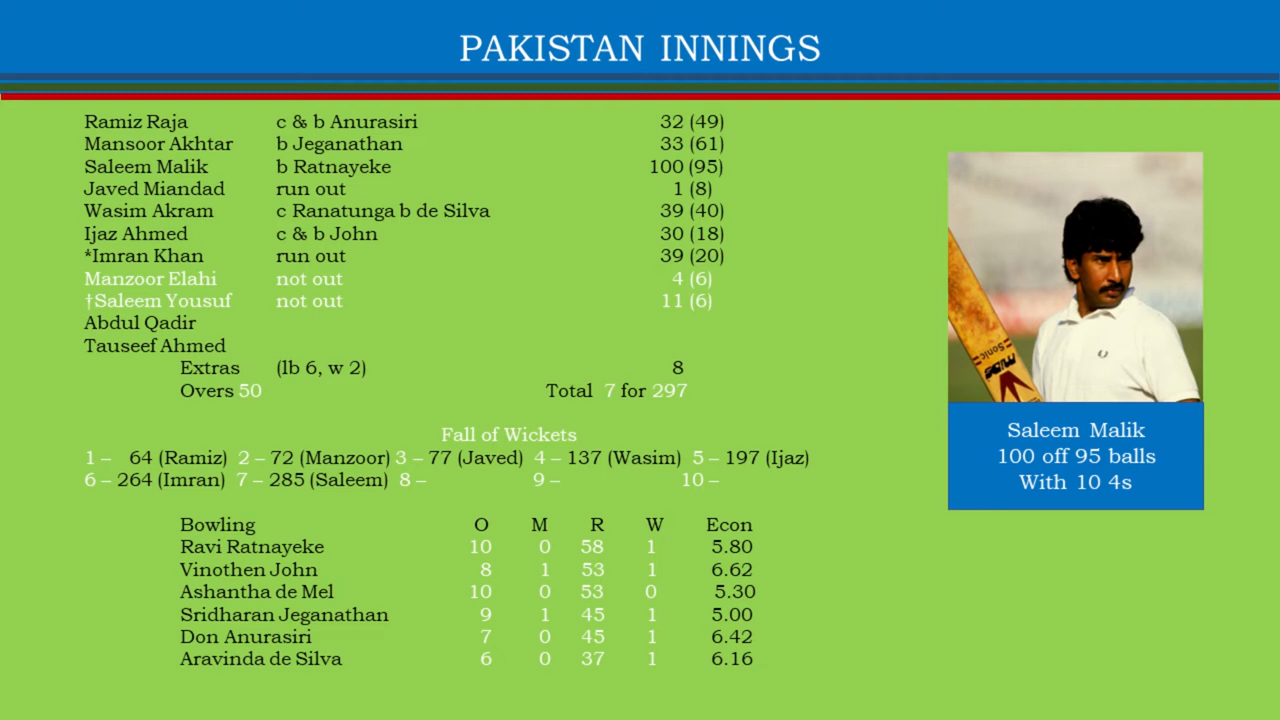 PAKISTAN INNINGS
Ramiz Raja c & b Anurasiri 32 (49)
Mansoor Akhtar b Jeganathan 33 (61)
Saleem Malik b Ratnayeke 100 (95)
Javed Miandad run out 1 (8)
Wasim Akram c Ranatunga b de Silva 39 (40)
Ijaz Ahmed c & b John 30 (18)
*Imran Khan run out 39 (20)
Manzoor Elahi not out 4 (6)
†Saleem Yousuf not out 11 (6)
Abdul Qadir
Tauseef Ahmed
Extras (lb 6, w 2) 8
Overs 50 Total 7 for 297
Fall of Wickets
1 – 64 (Ramiz) 2 – 72 (Manzoor) 3 – 77 (Javed) 4 – 137 (Wasim) 5 – 197 (Ijaz)
6 – 264 (Imran) 7 – 285 (Saleem) 8 – 9 – 10 –
Bowling O M R W Econ
Ravi Ratnayeke 10 0 58 1 5.80
Vinothen John 8 1 53 1 6.62
Ashantha de Mel 10 0 53 0 5.30
Sridharan Jeganathan 9 1 45 1 5.00
Don Anurasiri 7 0 45 1 6.42
Aravinda de Silva 6 0 37 1 6.16
Sonic
Saleem Malik
100 off 95 balls
With 10 4s